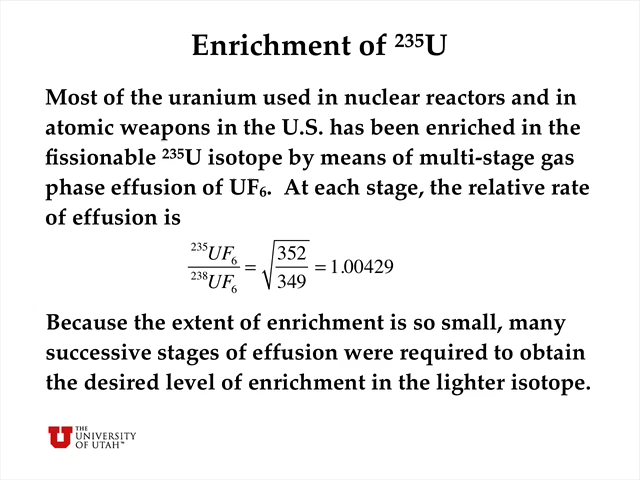 Enrichment of ²³⁵U
Most of the uranium used in nuclear reactors and in
atomic weapons in the U.S. has been enriched in the
fissionable ²³⁵U isotope by means of multi-stage gas
phase effusion of UF₆.  At each stage, the relative rate
of effusion is
²³⁵UF₆ / ²³⁸UF₆ = √(352 / 349) = 1.00429
Because the extent of enrichment is so small, many
successive stages of effusion were required to obtain
the desired level of enrichment in the lighter isotope.
U THE
UNIVERSITY
OF UTAH™